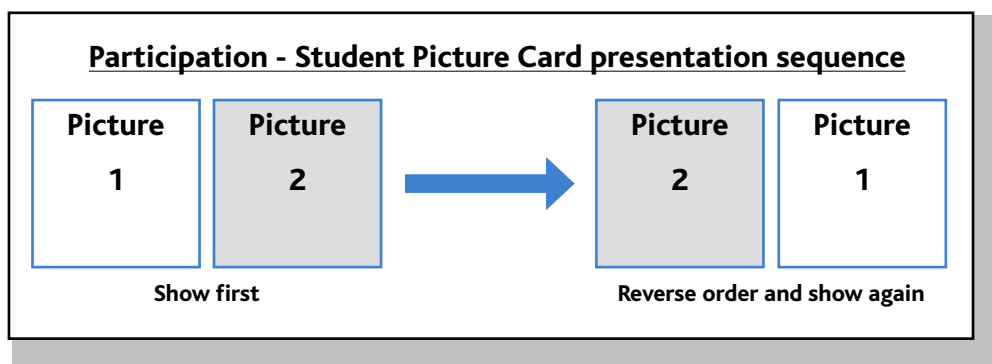 Participation - Student Picture Card presentation sequence
Picture
1
Picture
2
Show first
Picture
2
Picture
1
Reverse order and show again